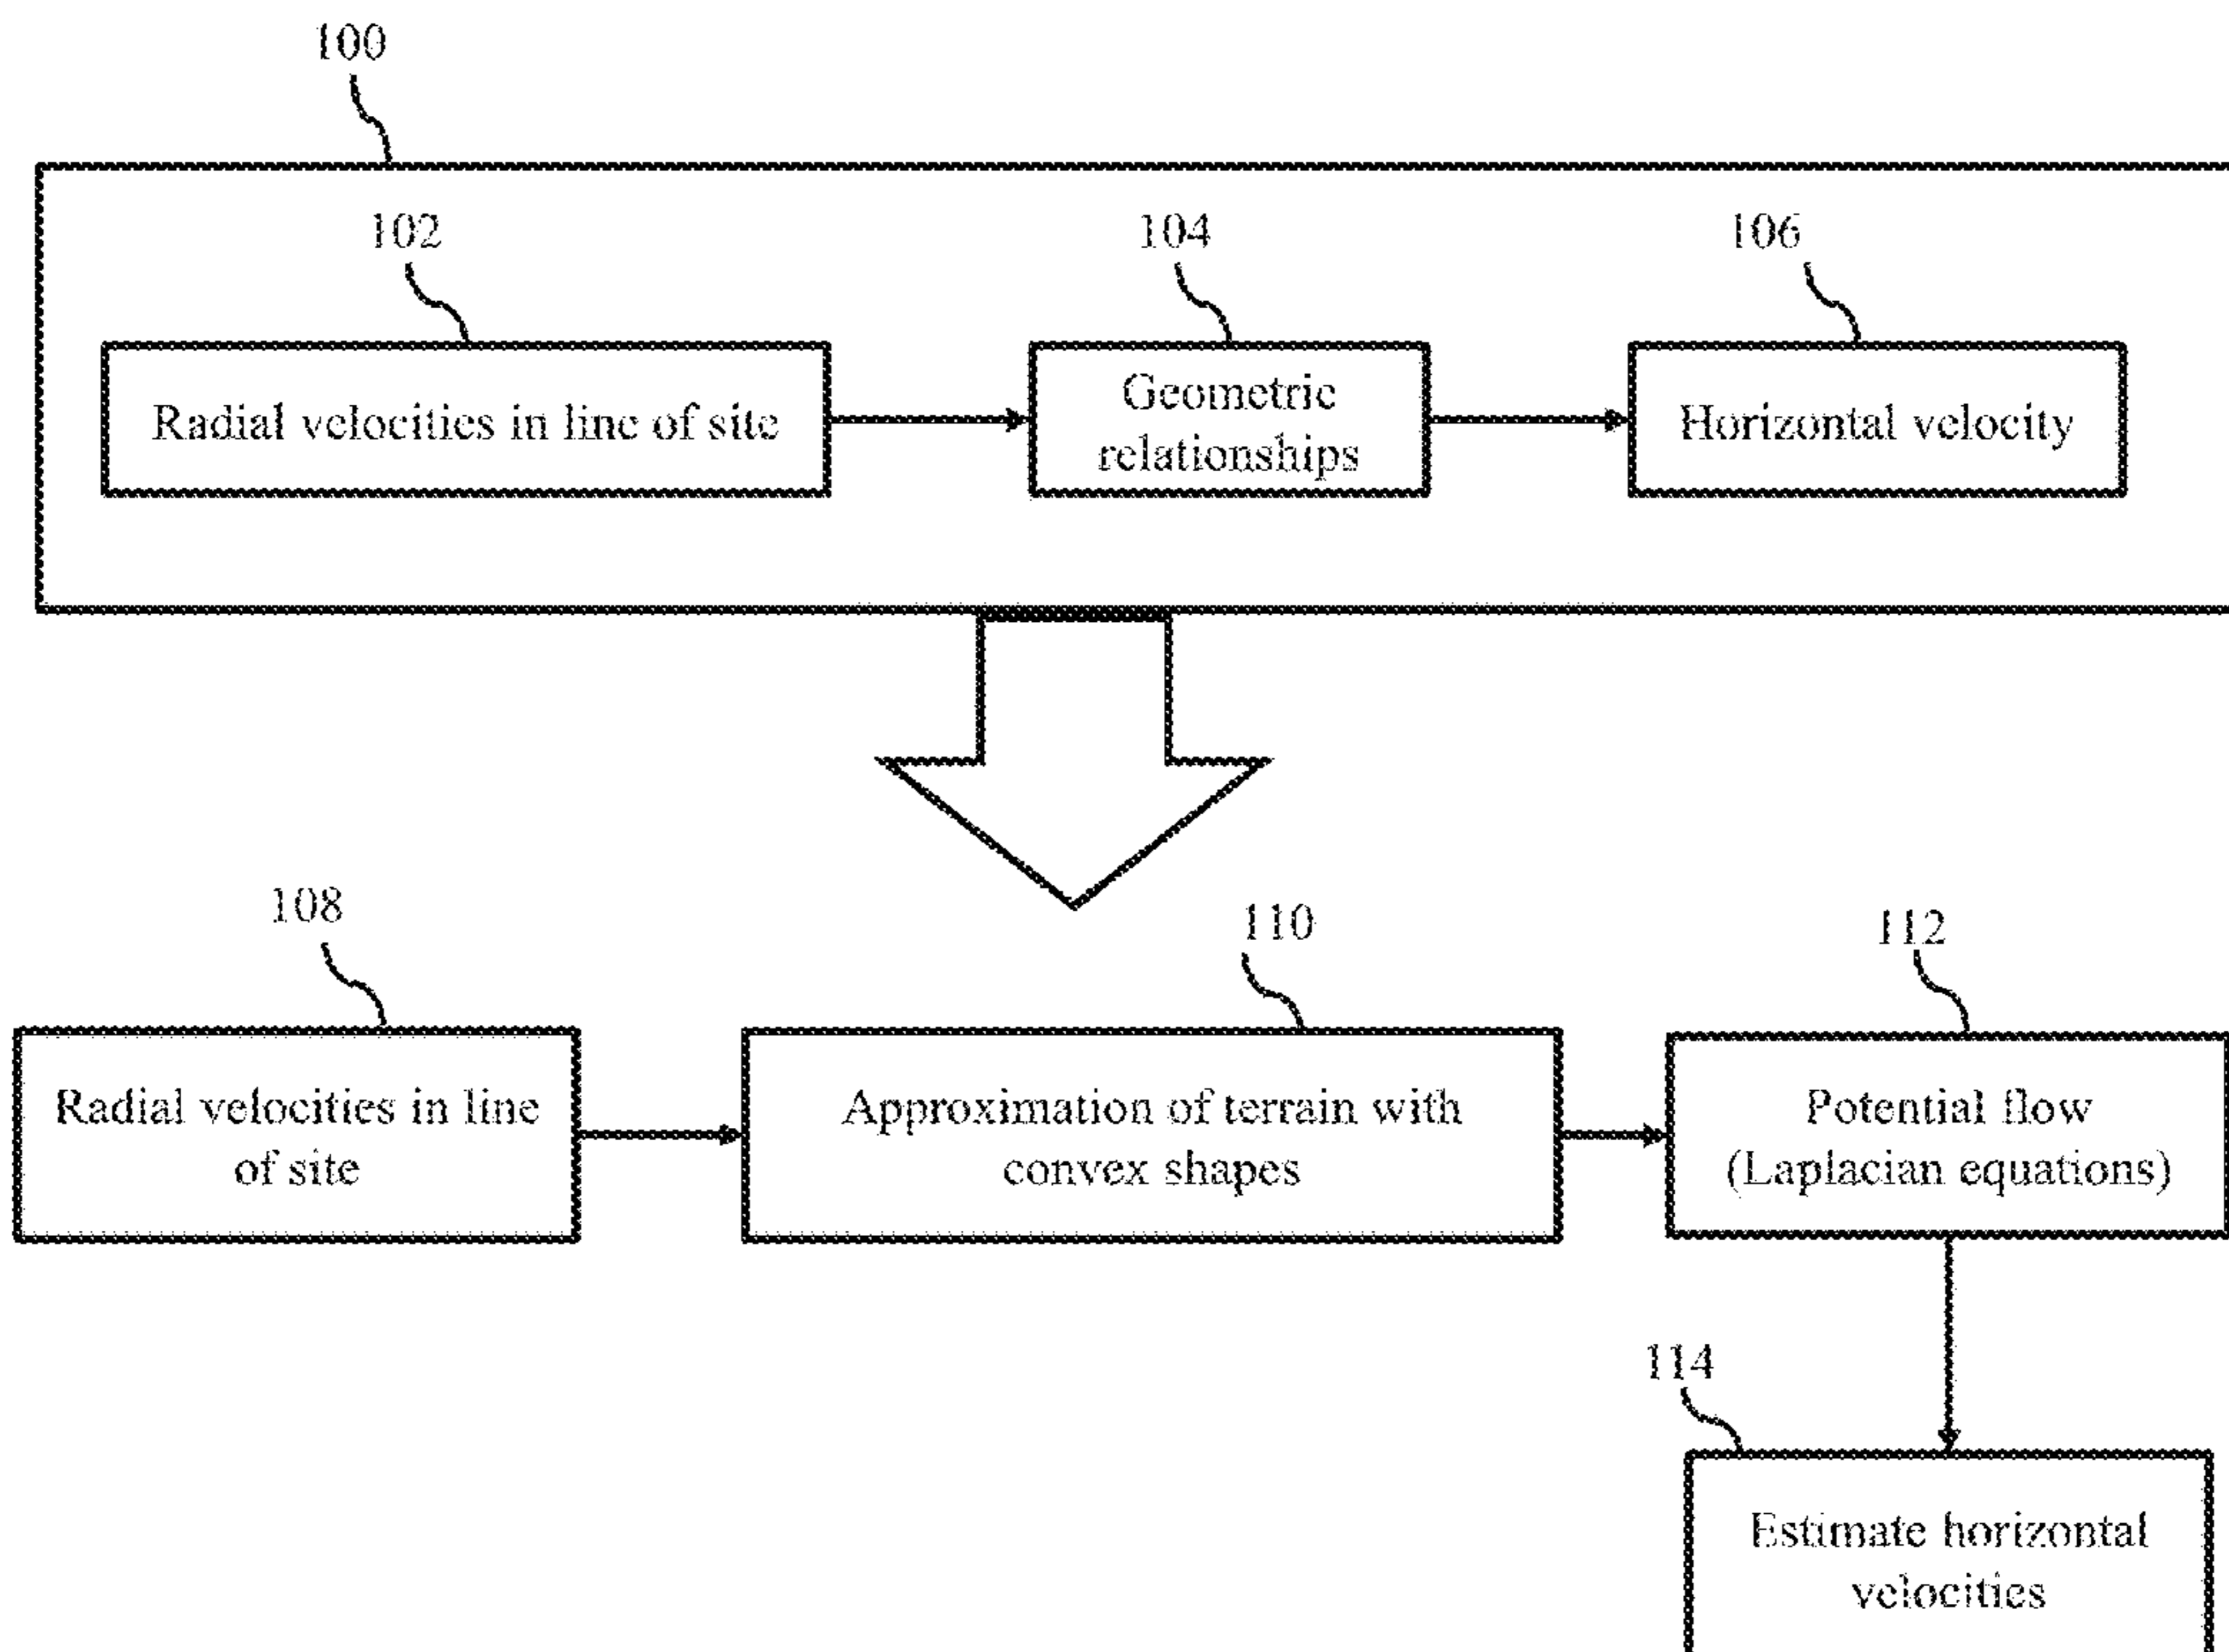 100
102
104
106
Radial velocities in line of site
Geometric
relationships
Horizontal velocity
108
110
112
Radial velocities in line
of site
Approximation of terrain with
convex shapes
Potential flow
(Laplacian equations)
114
Estimate horizontal
velocities